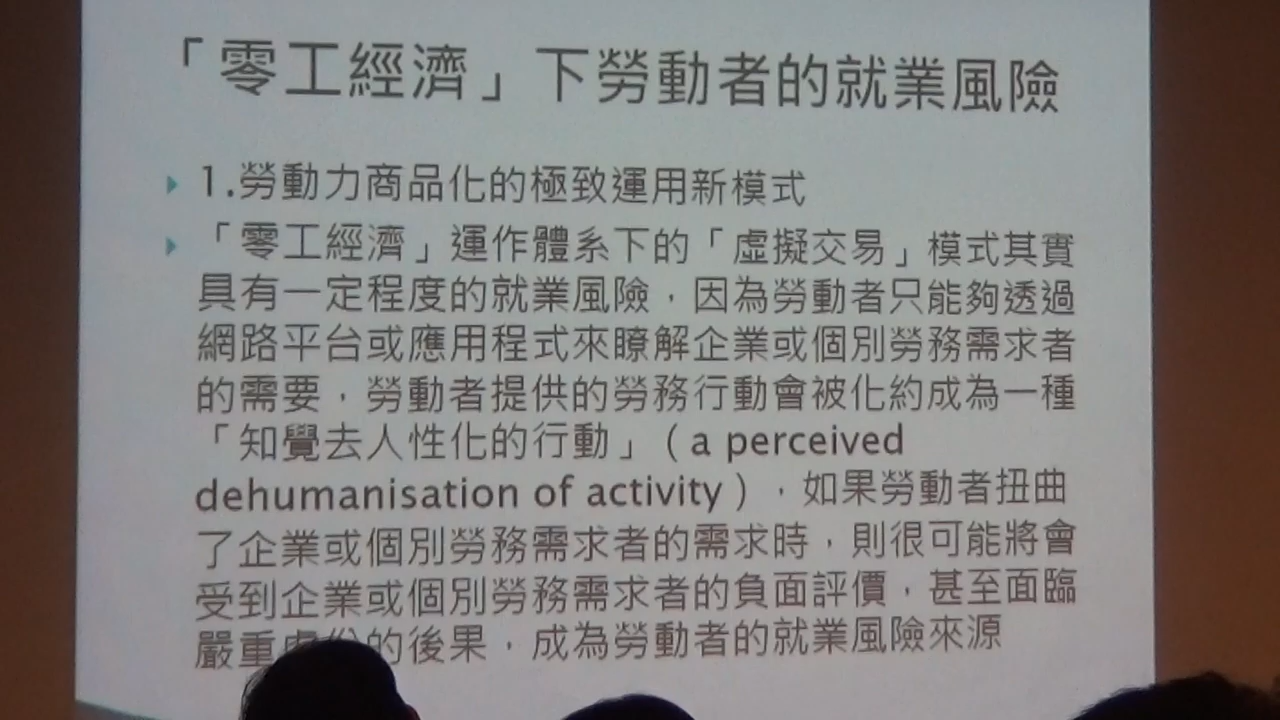 「零工經濟」下勞動者的就業風險
1.勞動力商品化的極致運用新模式
「零工經濟」運作體系下的「虛擬交易」模式其實
具有一定程度的就業風險，因為勞動者只能夠透過
網路平台或應用程式來瞭解企業或個別勞務需求者
的需要，勞動者提供的勞務行動會被化約成為一種
「知覺去人性化的行動」（a perceived
dehumanisation of activity），如果勞動者扭曲
了企業或個別勞務需求者的需求時，則很可能將會
受到企業或個別勞務需求者的負面評價，甚至面臨
嚴重處份的後果，成為勞動者的就業風險來源